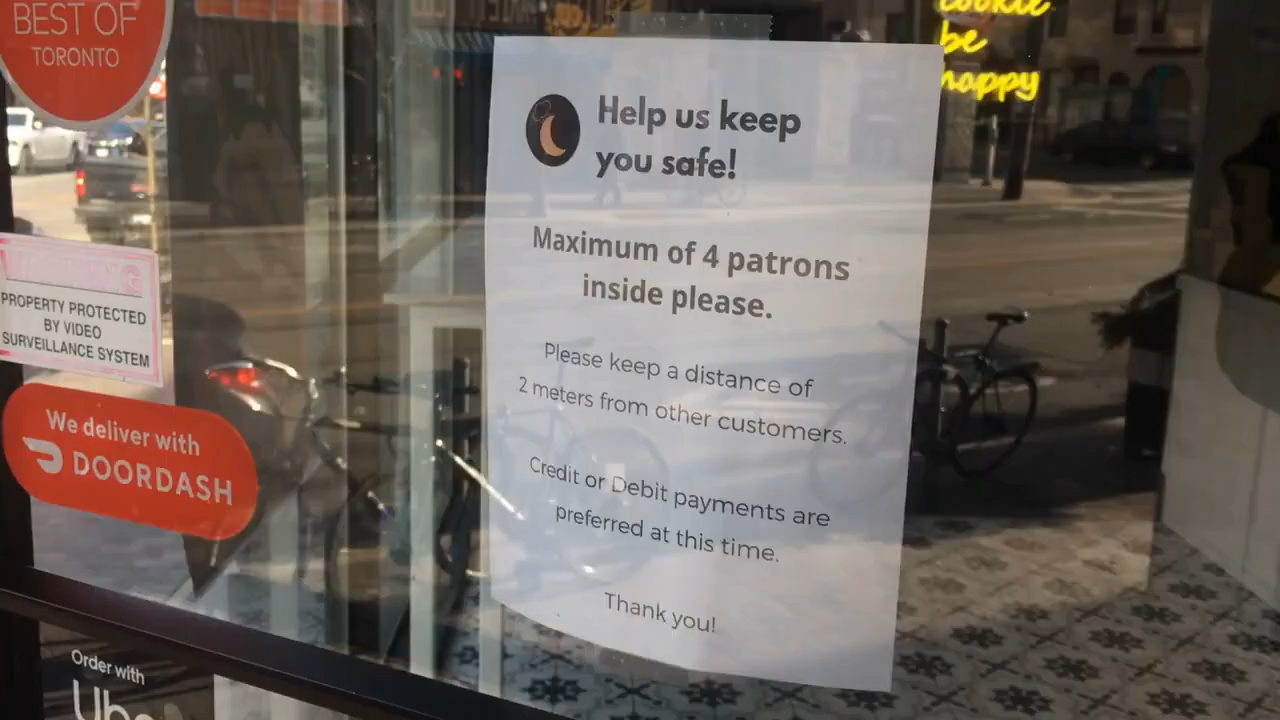 BEST OF
TORONTO
cookie
be
happy
Help us keep
you safe!
Maximum of 4 patrons
inside please.
Please keep a distance of
2 meters from other customers.
Credit or Debit payments are
preferred at this time.
Thank you!
WARNING
PROPERTY PROTECTED
BY VIDEO
SURVEILLANCE SYSTEM
We deliver with
DOORDASH
Order with